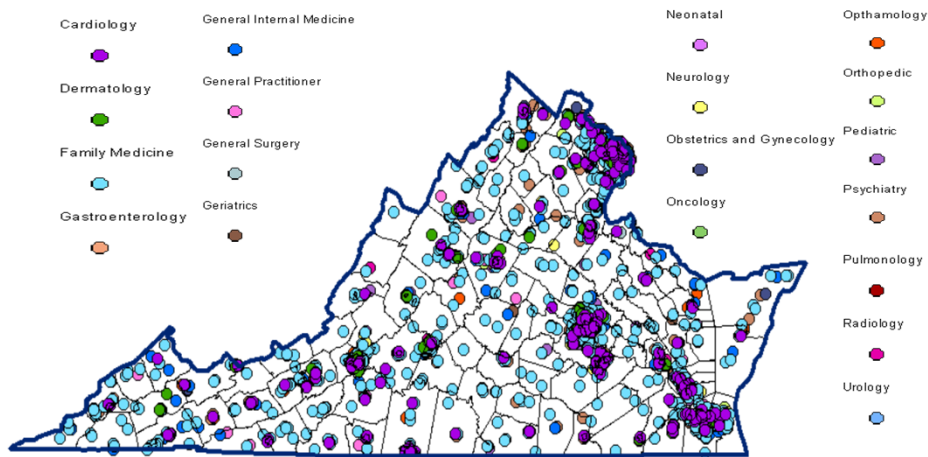 Cardiology
Dermatology
Family Medicine
Gastroenterology
General Internal Medicine
General Practitioner
General Surgery
Geriatrics
Neonatal
Neurology
Obstetrics and Gynecology
Oncology
Opthamology
Orthopedic
Pediatric
Psychiatry
Pulmonology
Radiology
Urology